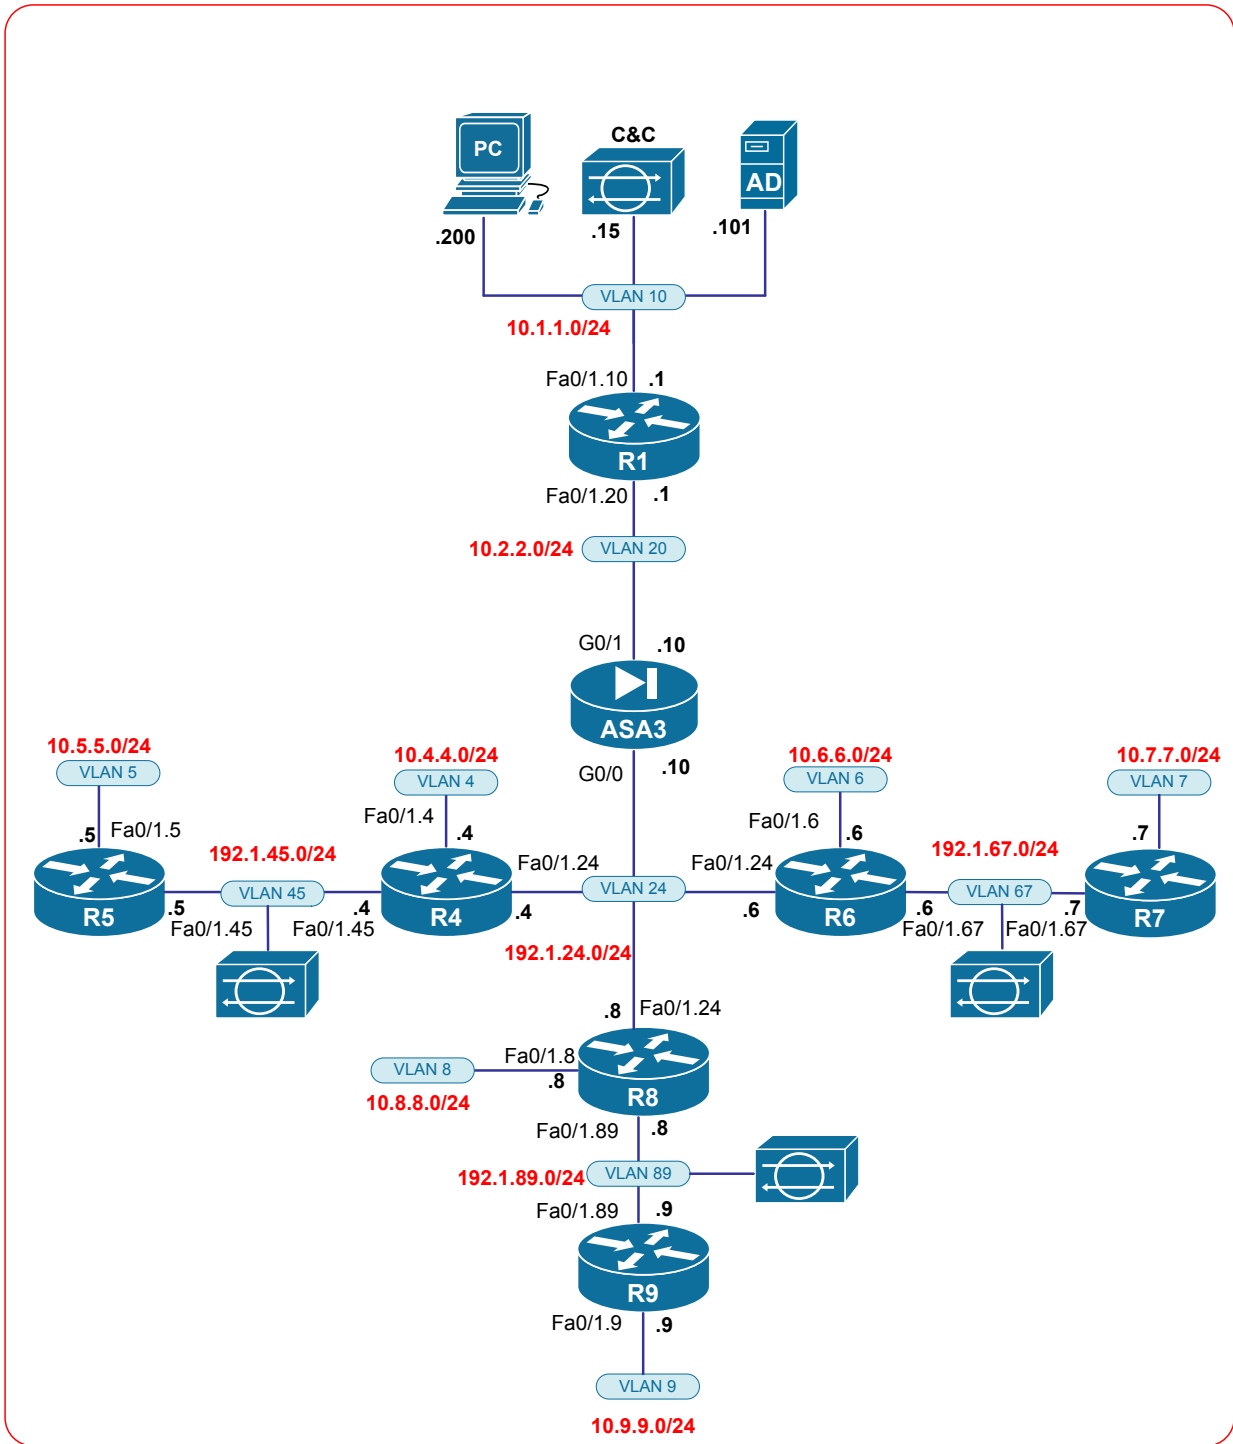 C&C
PC
AD
.200
.15
.101
VLAN 10
10.1.1.0/24
Fa0/1.10
.1
R1
Fa0/1.20
.1
10.2.2.0/24
VLAN 20
G0/1
.10
ASA3
G0/0
.10
10.5.5.0/24
VLAN 5
.5
Fa0/1.5
10.4.4.0/24
VLAN 4
Fa0/1.4
.4
10.6.6.0/24
VLAN 6
Fa0/1.6
.6
10.7.7.0/24
VLAN 7
.7
192.1.45.0/24
Fa0/1.24
Fa0/1.24
192.1.67.0/24
R5
.5
Fa0/1.45
VLAN 45
.4
Fa0/1.45
R4
.4
VLAN 24
.6
R6
.6
Fa0/1.67
VLAN 67
.7
Fa0/1.67
R7
192.1.24.0/24
.8
Fa0/1.24
VLAN 8
Fa0/1.8
.8
10.8.8.0/24
R8
Fa0/1.89
.8
192.1.89.0/24
VLAN 89
Fa0/1.89
.9
R9
Fa0/1.9
.9
VLAN 9
10.9.9.0/24